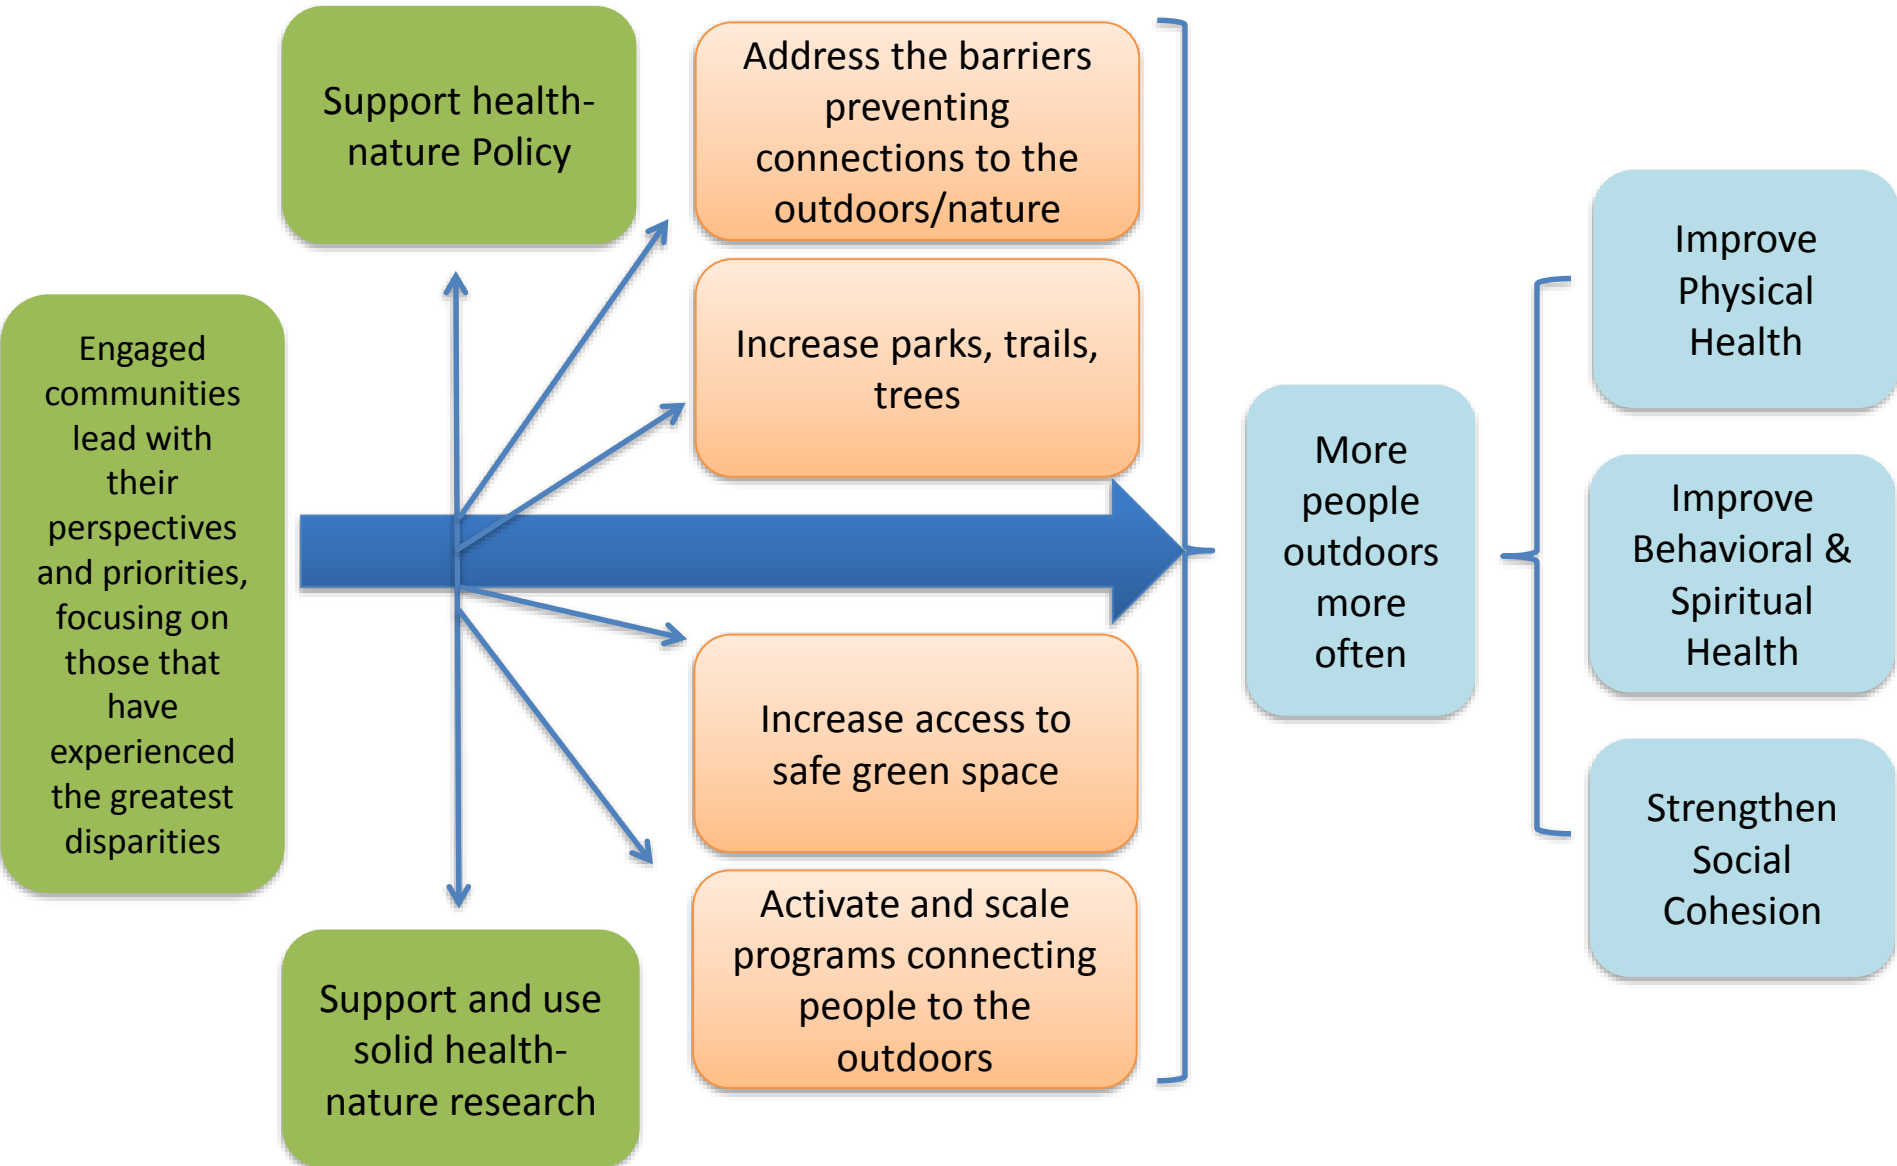 Engaged
communities
lead with
their
perspectives
and priorities,
focusing on
those that
have
experienced
the greatest
disparities
Support health-
nature Policy
Support and use
solid health-
nature research
Address the barriers
preventing
connections to the
outdoors/nature
Increase parks, trails,
trees
Increase access to
safe green space
Activate and scale
programs connecting
people to the
outdoors
More
people
outdoors
more
often
Improve
Physical
Health
Improve
Behavioral &
Spiritual
Health
Strengthen
Social
Cohesion